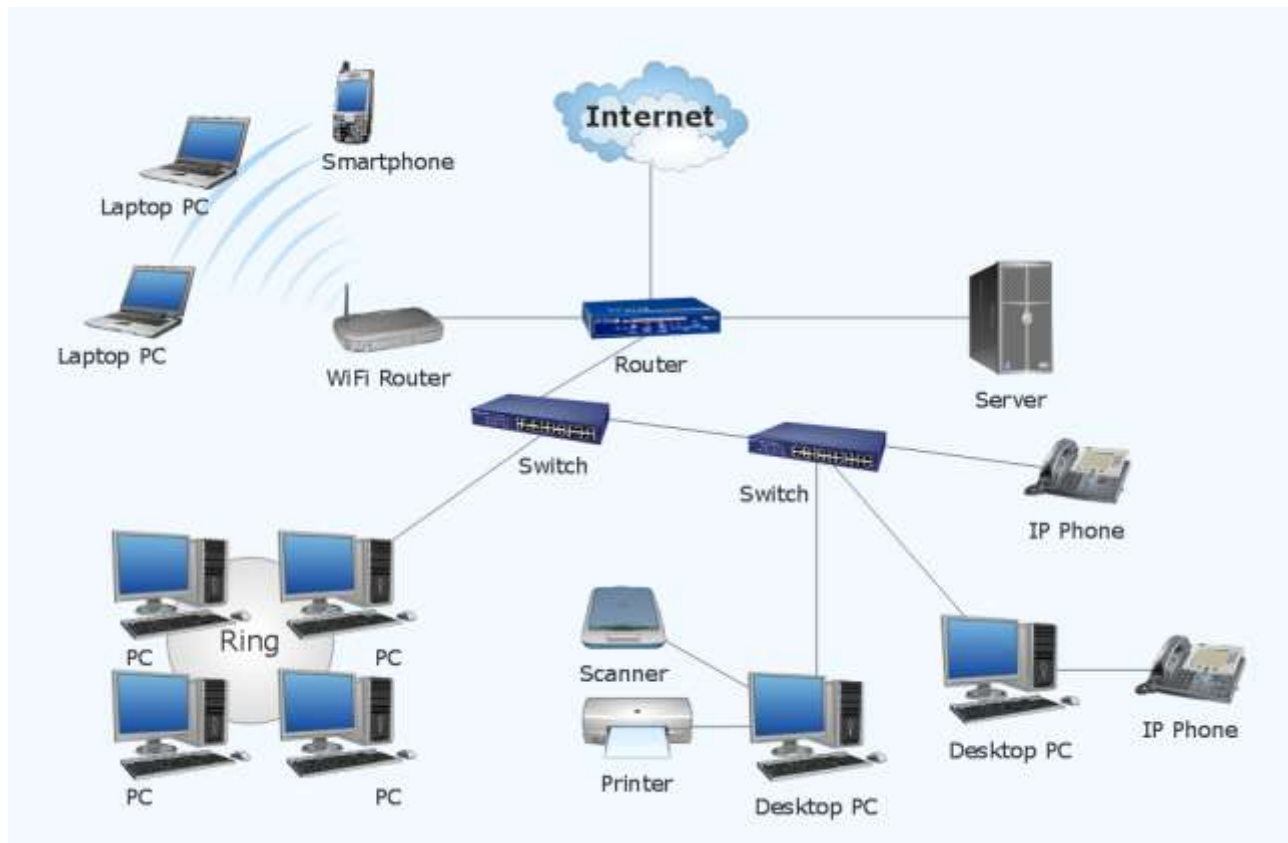 Internet
Smartphone
Laptop PC
Laptop PC
WiFi Router
Router
Server
Switch
Switch
IP Phone
Ring
PC
PC
Scanner
Printer
Desktop PC
Desktop PC
IP Phone
PC
PC